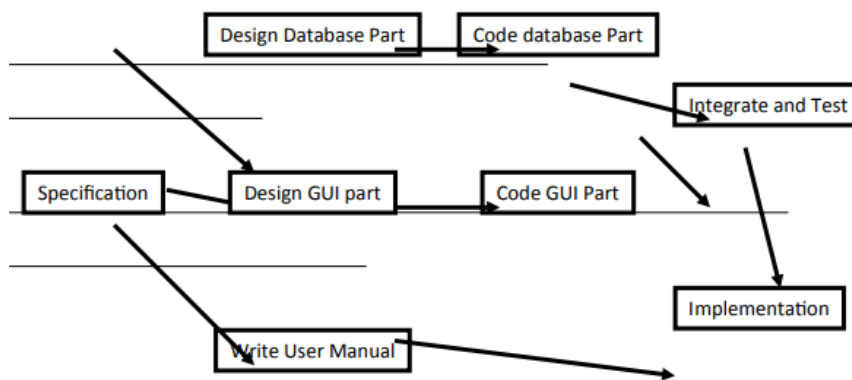 Design Database Part
Code database Part
Integrate and Test
Specification
Design GUI part
Code GUI Part
Implementation
Write User Manual